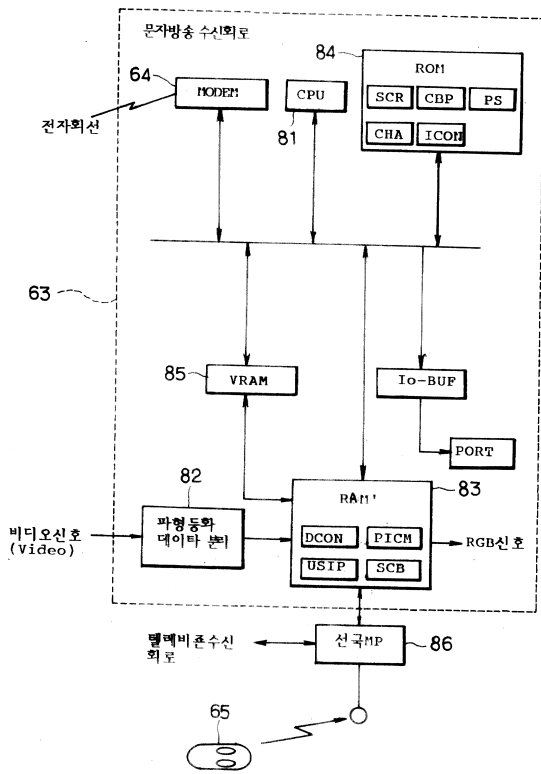 문자방송 수신회로
84
64
ROM
MODEM
CPU
SCR
CBP
PS
81
CHA
ICON
전자회선
63
85
VRAM
Io-BUF
PORT
82
83
RAM'
파형등화
데이타 분리
비디오신호
(Video)
DCON
PICM
USIP
SCB
RGB신호
텔레비죤수신
회로
선국MP
86
65